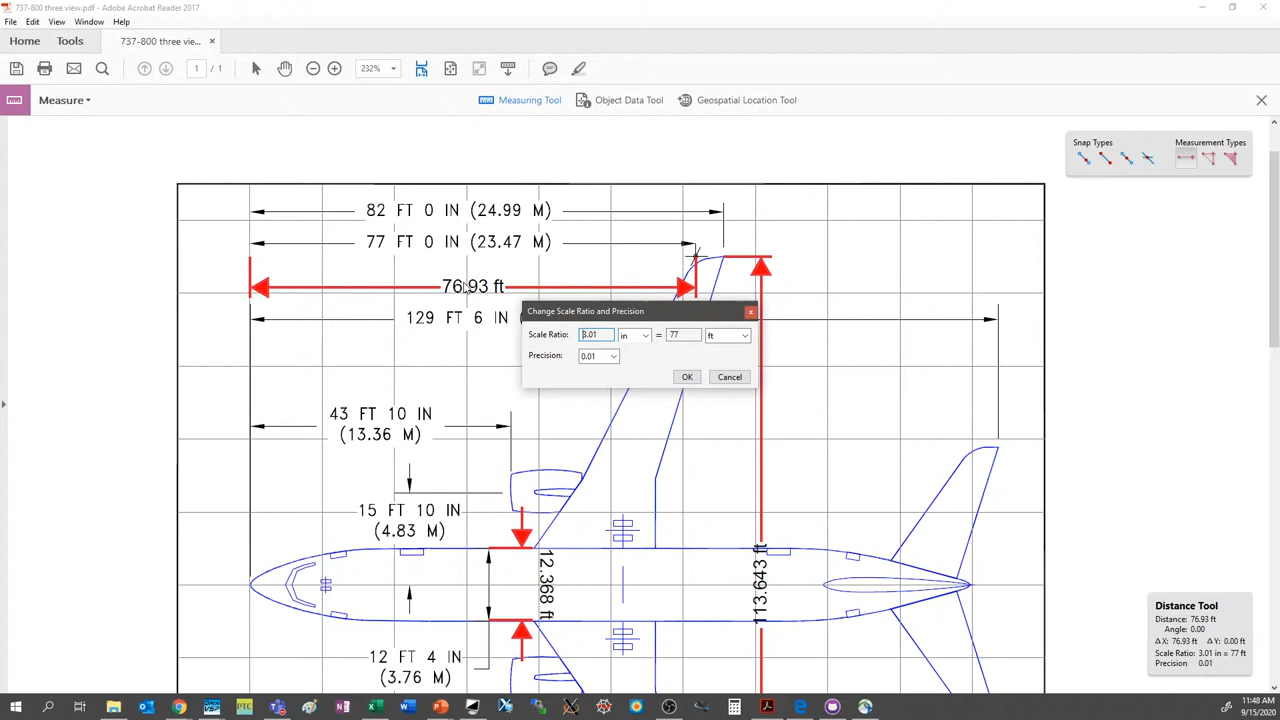 737-800 three view.pdf - Adobe Acrobat Reader 2017
File Edit View Window Help
Home Tools 737-800 three vie... ×
1 / 1 232%
Measure
Measuring Tool Object Data Tool Geospatial Location Tool
Snap Types Measurement Types
82 FT 0 IN (24.99 M)
77 FT 0 IN (23.47 M)
76.93 ft
129 FT 6 IN (
Change Scale Ratio and Precision x
Scale Ratio: 3.01 in = 77 ft
Precision: 0.01
OK Cancel
43 FT 10 IN
(13.36 M)
15 FT 10 IN
(4.83 M)
12.368 ft
113.643 ft
12 FT 4 IN
(3.76 M)
Distance Tool
Distance: 76.93 ft
Angle: 0.00
Δ X: 76.93 ft Δ Y: 0.00 ft
Scale Ratio: 3.01 in = 77 ft
Precision 0.01
PTC
11:48 AM
9/15/2020